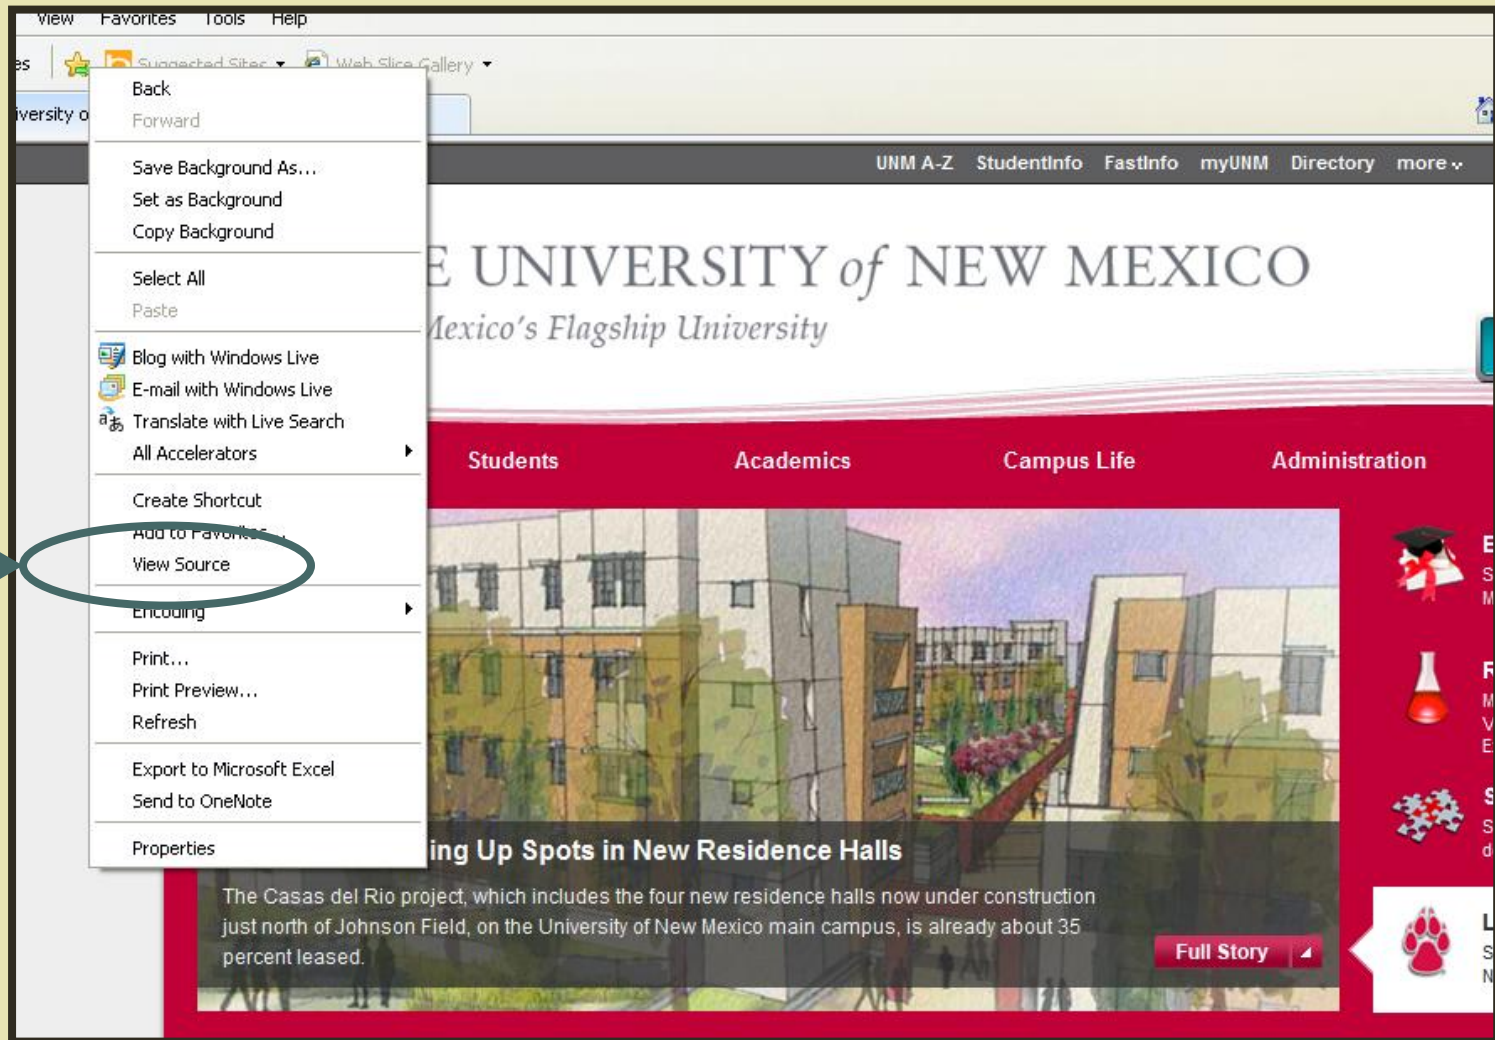 View Favorites Tools Help
es Suggested Sites Web Slice Gallery
iversity o
Back
Forward
Save Background As...
Set as Background
Copy Background
Select All
Paste
Blog with Windows Live
E-mail with Windows Live
Translate with Live Search
All Accelerators
Create Shortcut
Add to Favorites...
View Source
Encoding
Print...
Print Preview...
Refresh
Export to Microsoft Excel
Send to OneNote
Properties
UNM A-Z StudentInfo FastInfo myUNM Directory more
E UNIVERSITY of NEW MEXICO
Mexico's Flagship University
Students Academics Campus Life Administration
ing Up Spots in New Residence Halls
The Casas del Rio project, which includes the four new residence halls now under construction
just north of Johnson Field, on the University of New Mexico main campus, is already about 35
percent leased.
Full Story
E
S
M
R
M
V
E
S
S
d
L
S
N